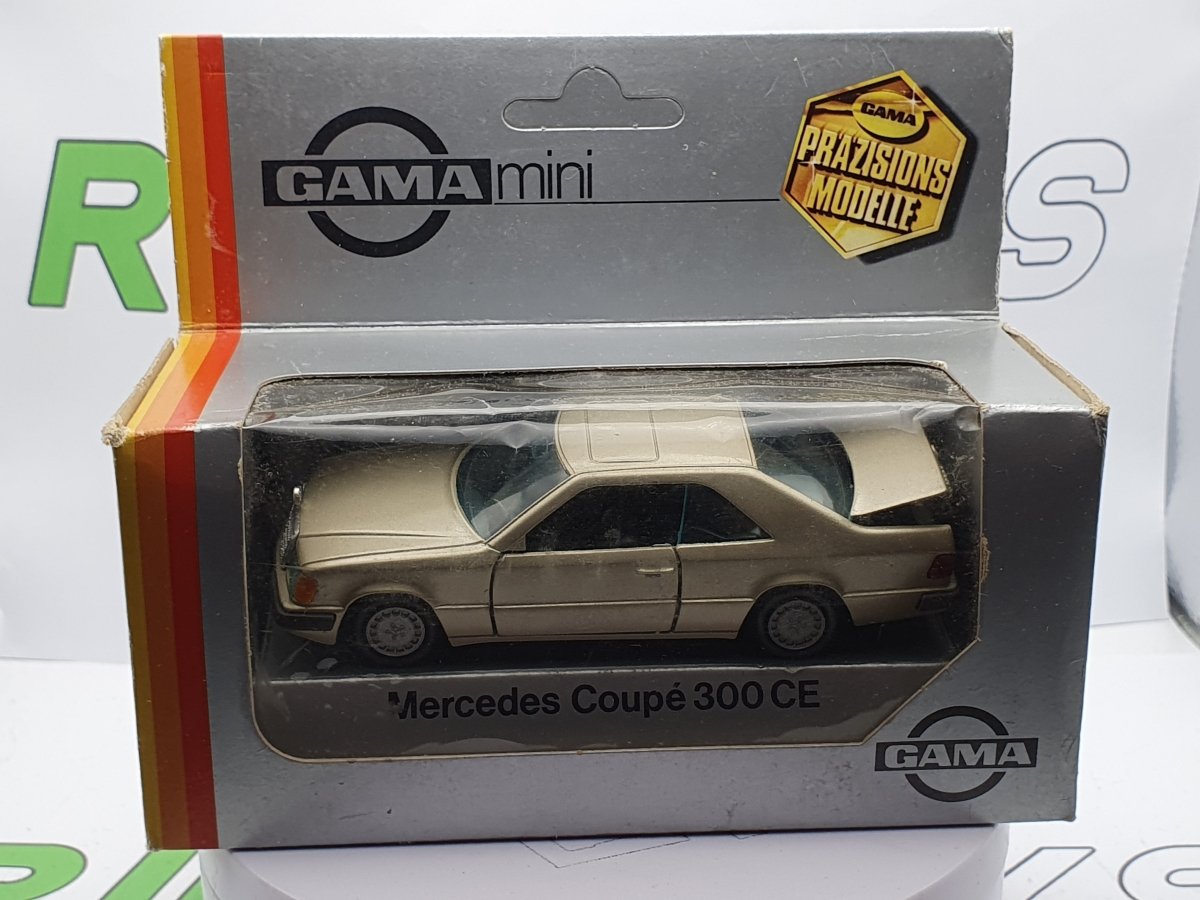 GAMA mini
GAMA
PRÄZISIONS
MODELLE
Mercedes Coupé 300 CE
GAMA